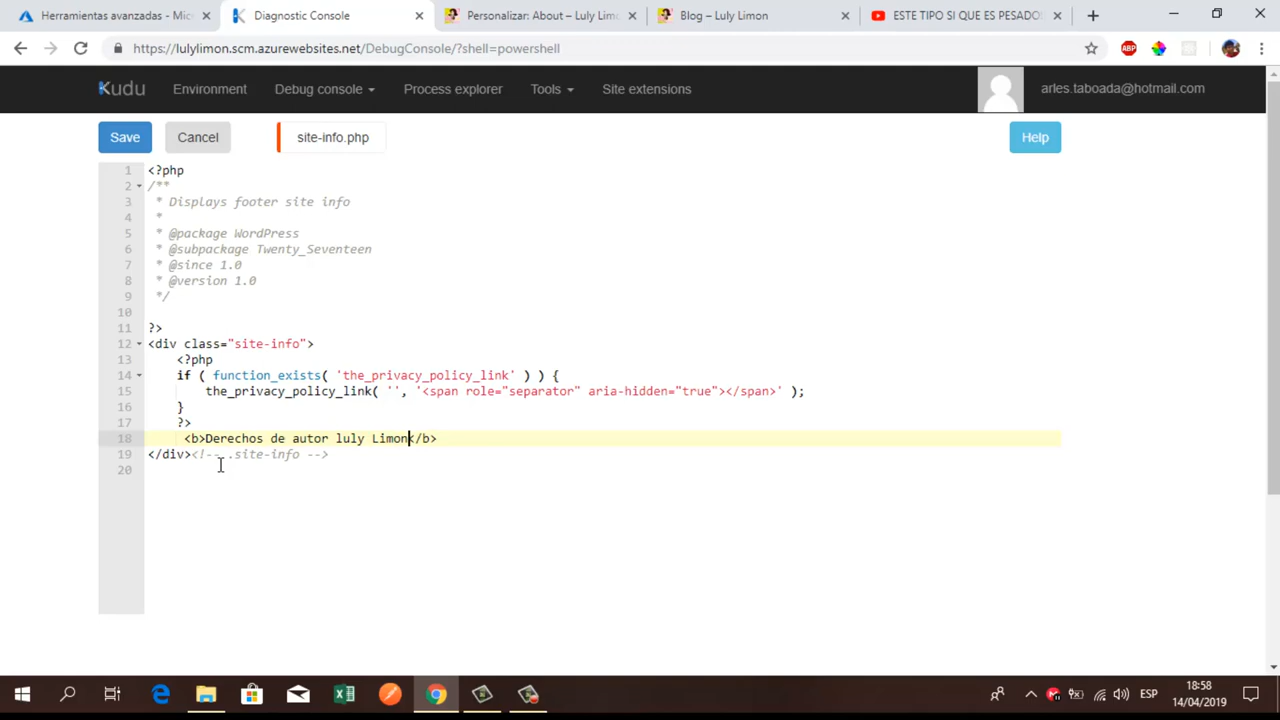 Herramientas avanzadas - Mic
Diagnostic Console
Personalizar: About – Luly Lim
Blog – Luly Limon
ESTE TIPO SI QUE ES PESADO
https://lulylimon.scm.azurewebsites.net/DebugConsole/?shell=powershell
ABP
Kudu
Environment
Debug console
Process explorer
Tools
Site extensions
arles.taboada@hotmail.com
Save
Cancel
site-info.php
Help
1 <?php
2 /**
3 * Displays footer site info
4 *
5 * @package WordPress
6 * @subpackage Twenty_Seventeen
7 * @since 1.0
8 * @version 1.0
9 */
10
11 ?>
12 <div class="site-info">
13 <?php
14 if ( function_exists( 'the_privacy_policy_link' ) ) {
15 the_privacy_policy_link( '', '<span role="separator" aria-hidden="true"></span>' );
16 }
17 ?>
18 <b>Derechos de autor luly Limon</b>
19 </div><!-- .site-info -->
20
ESP
18:58
14/04/2019